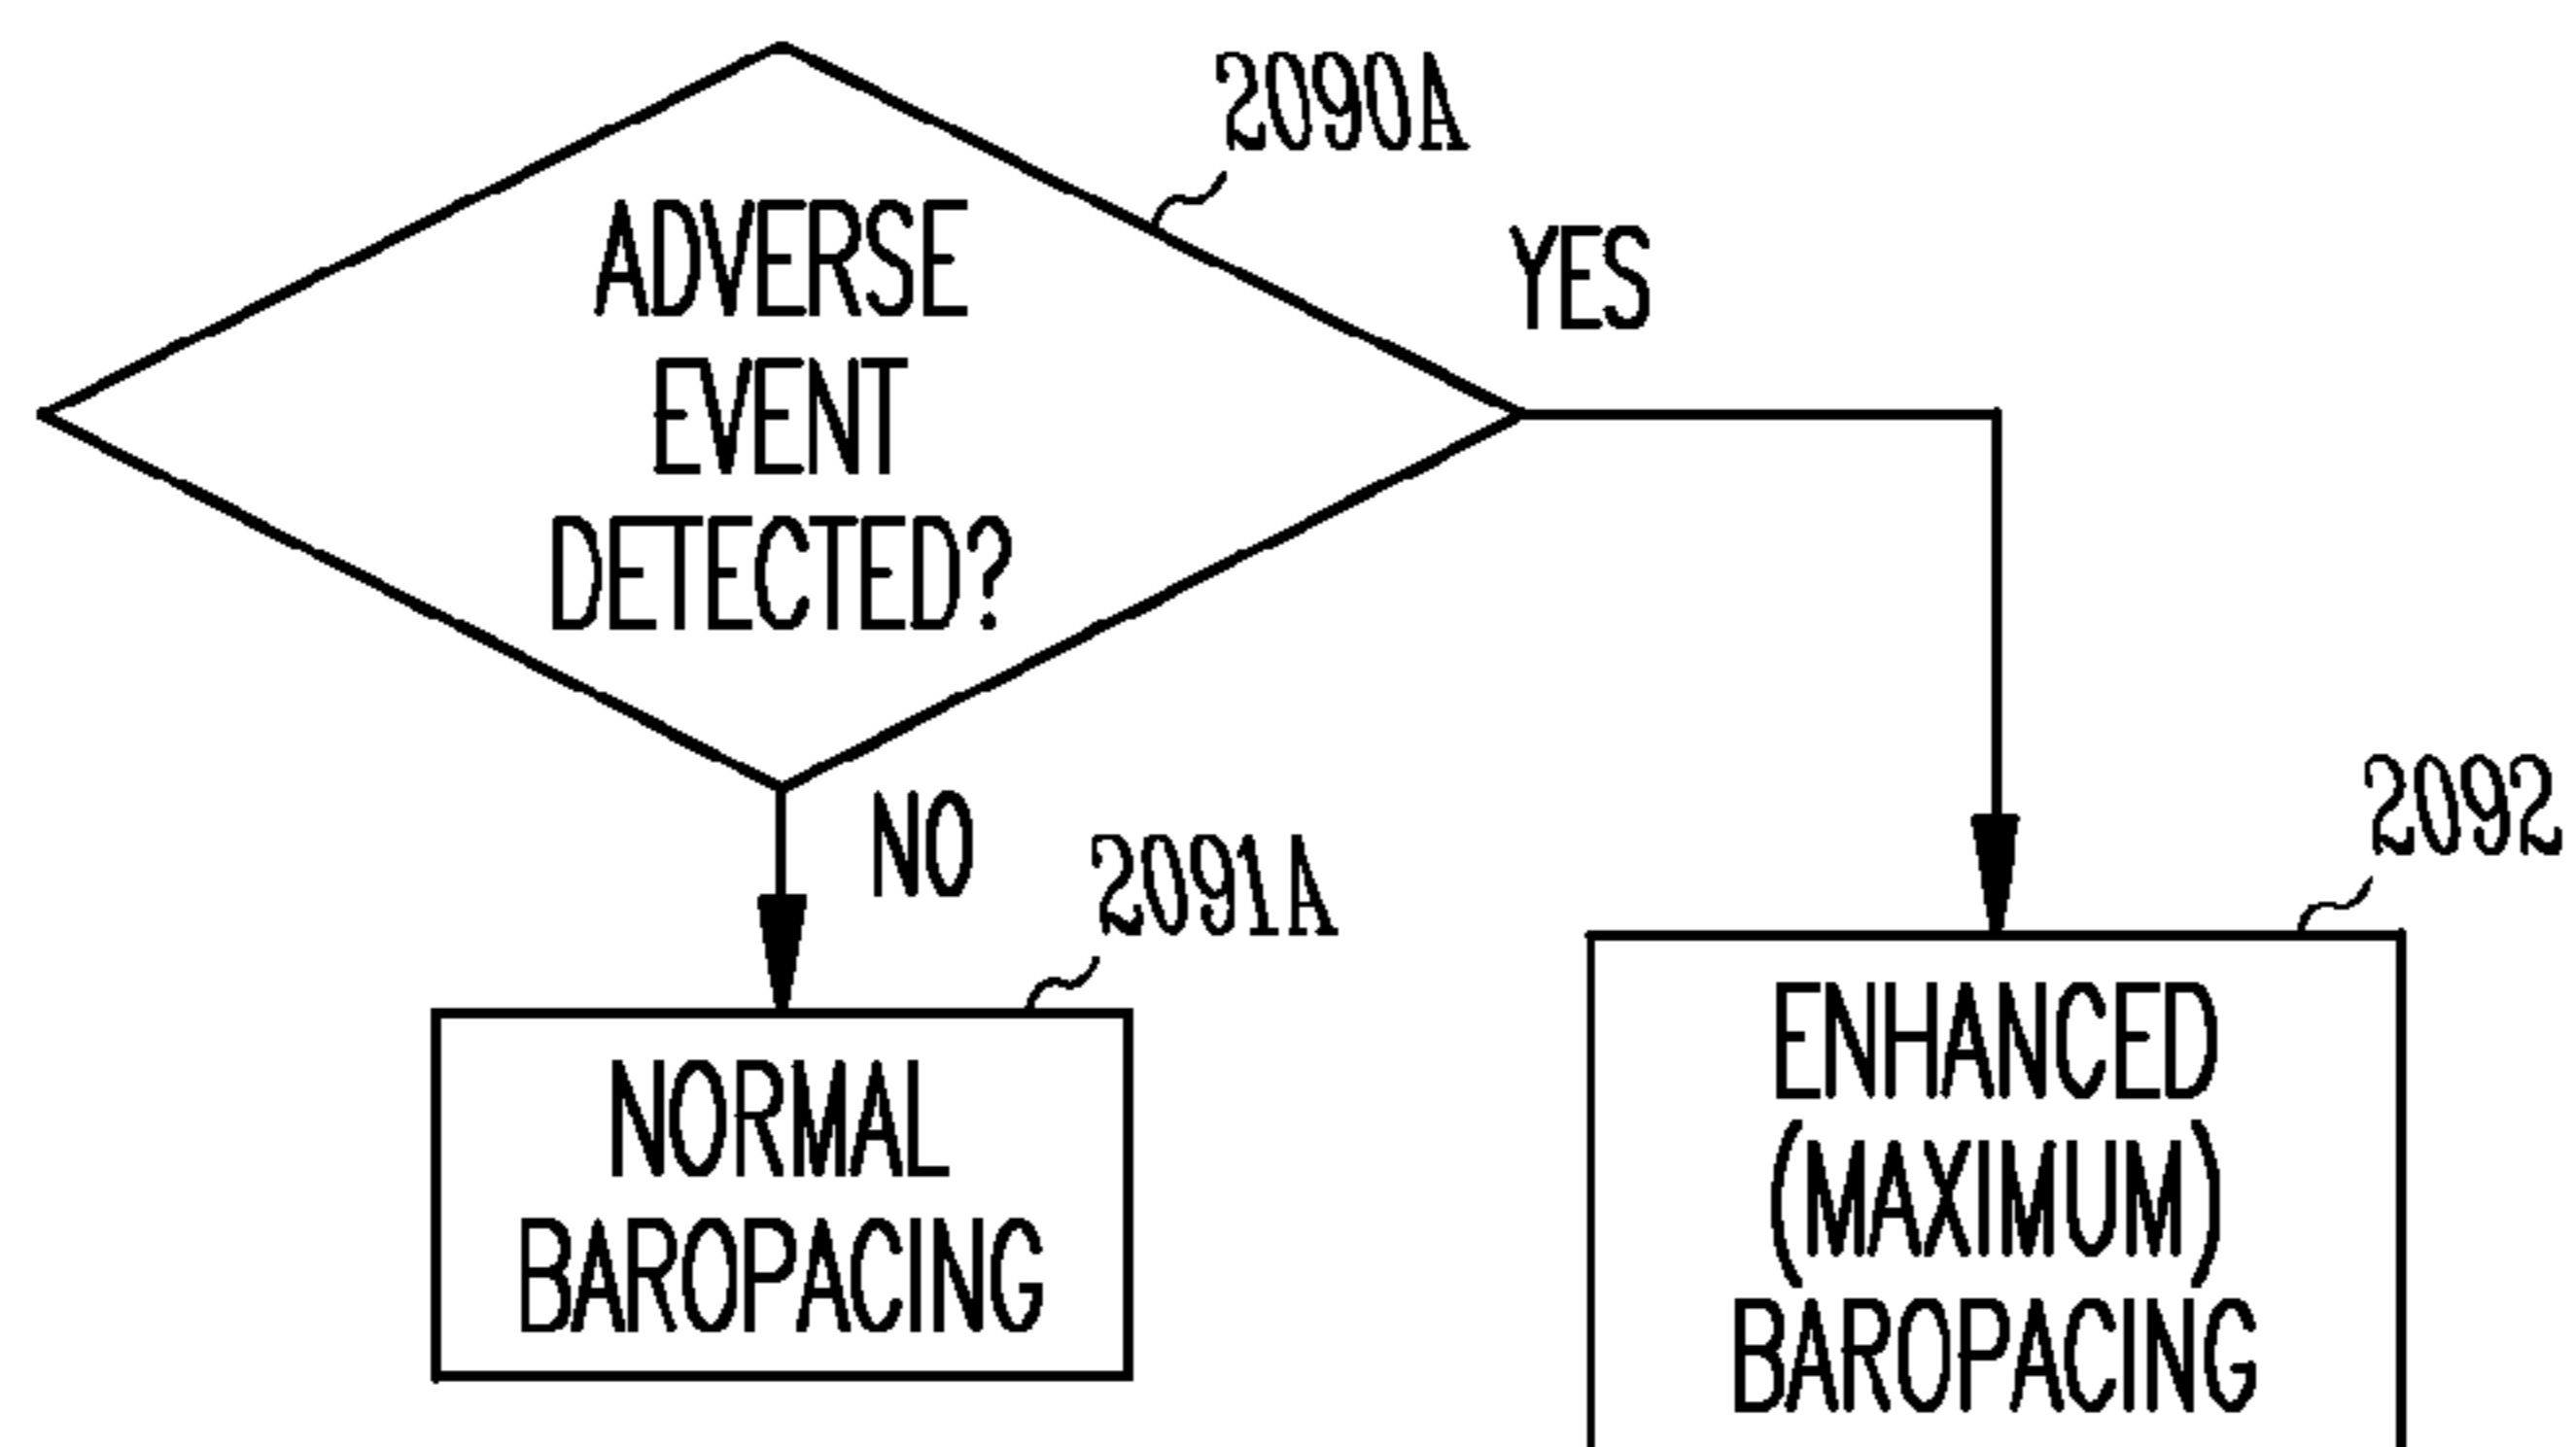 2090A
ADVERSE
EVENT
DETECTED?
YES
NO
2091A
NORMAL
BAROPACING
2092
ENHANCED
(MAXIMUM)
BAROPACING